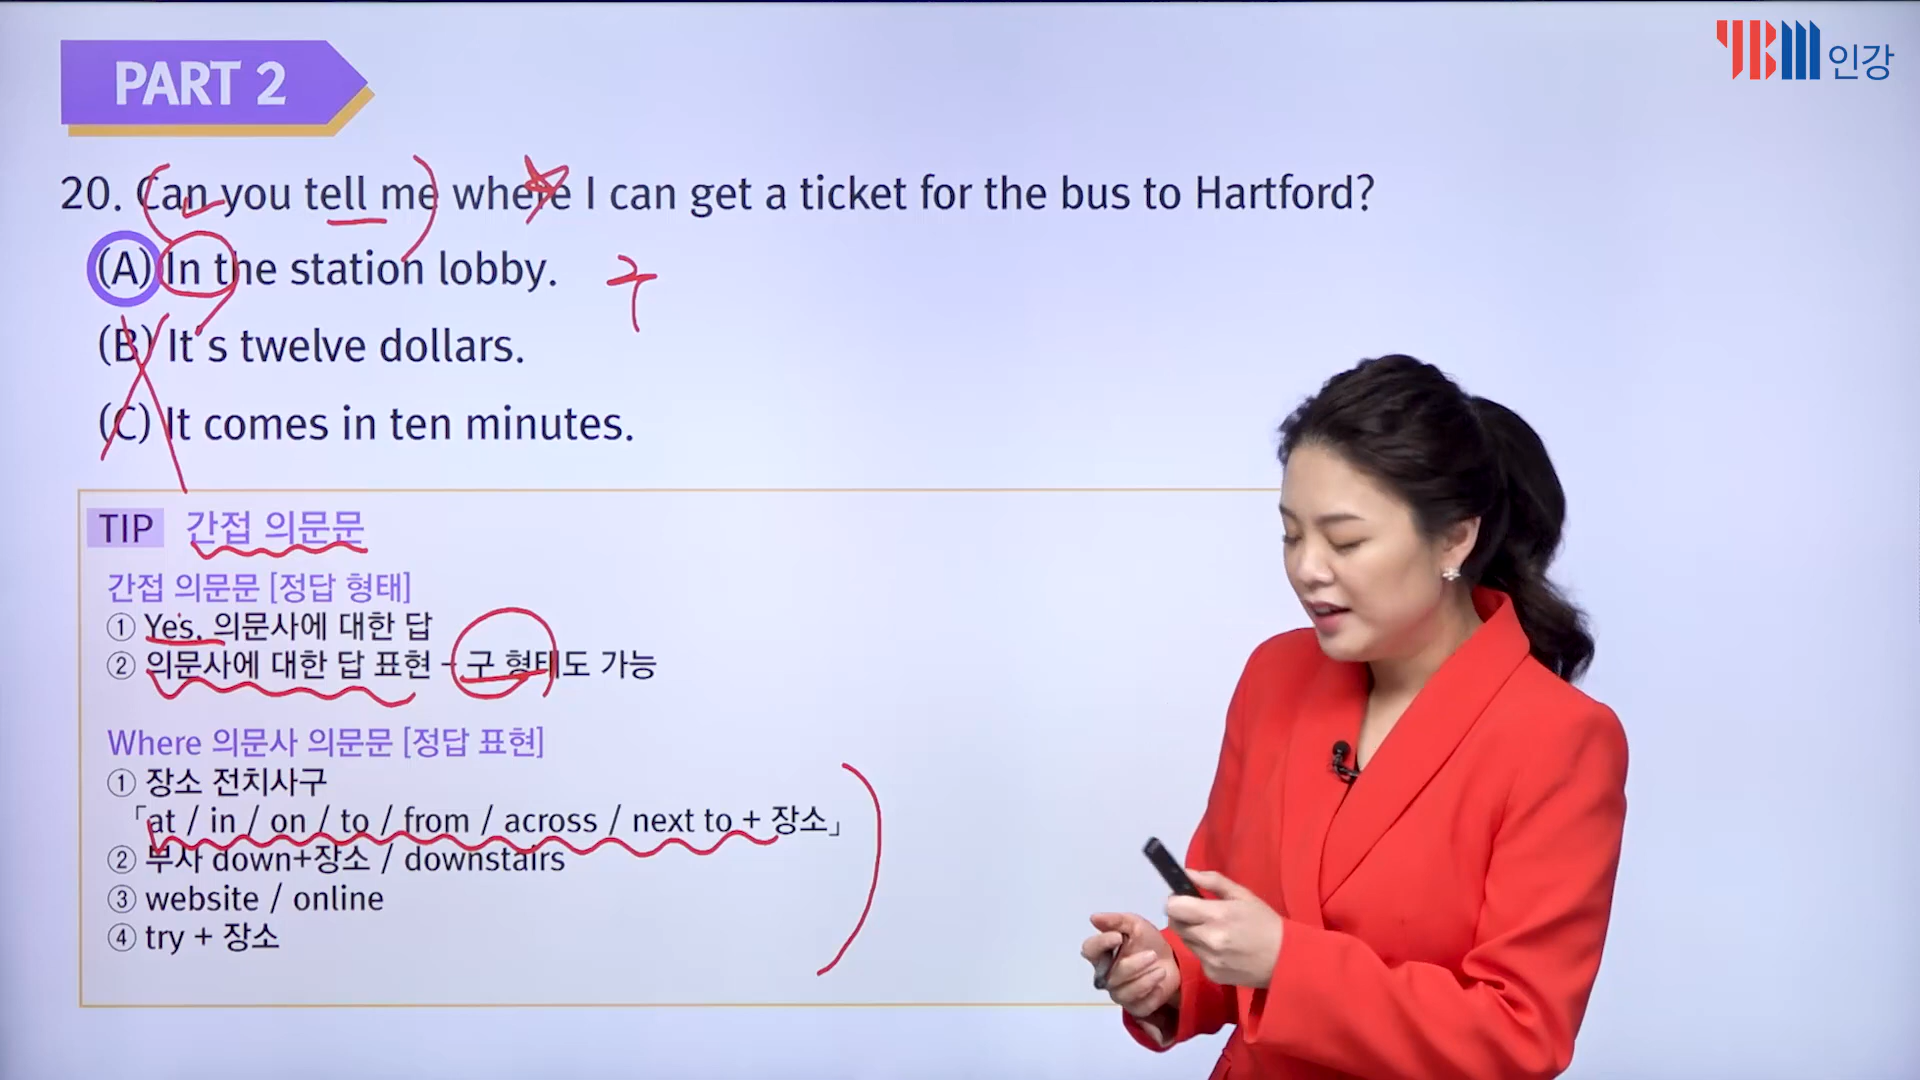 PART 2
YBM 인강
20. Can you tell me where I can get a ticket for the bus to Hartford?
(A) In the station lobby.
구
(B) It's twelve dollars.
(C) It comes in ten minutes.
TIP 간접 의문문
간접 의문문 [정답 형태]
① Yes, 의문사에 대한 답
② 의문사에 대한 답 표현 - 구 형태도 가능
Where 의문사 의문문 [정답 표현]
① 장소 전치사구
「at / in / on / to / from / across / next to + 장소」
② 부사 down+장소 / downstairs
③ website / online
④ try + 장소